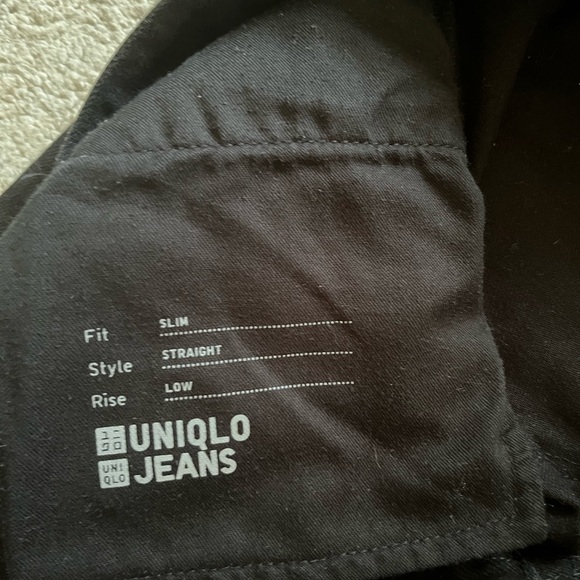 Fit SLIM
Style STRAIGHT
Rise LOW
ユニクロ UNIQLO
UNIQLO JEANS